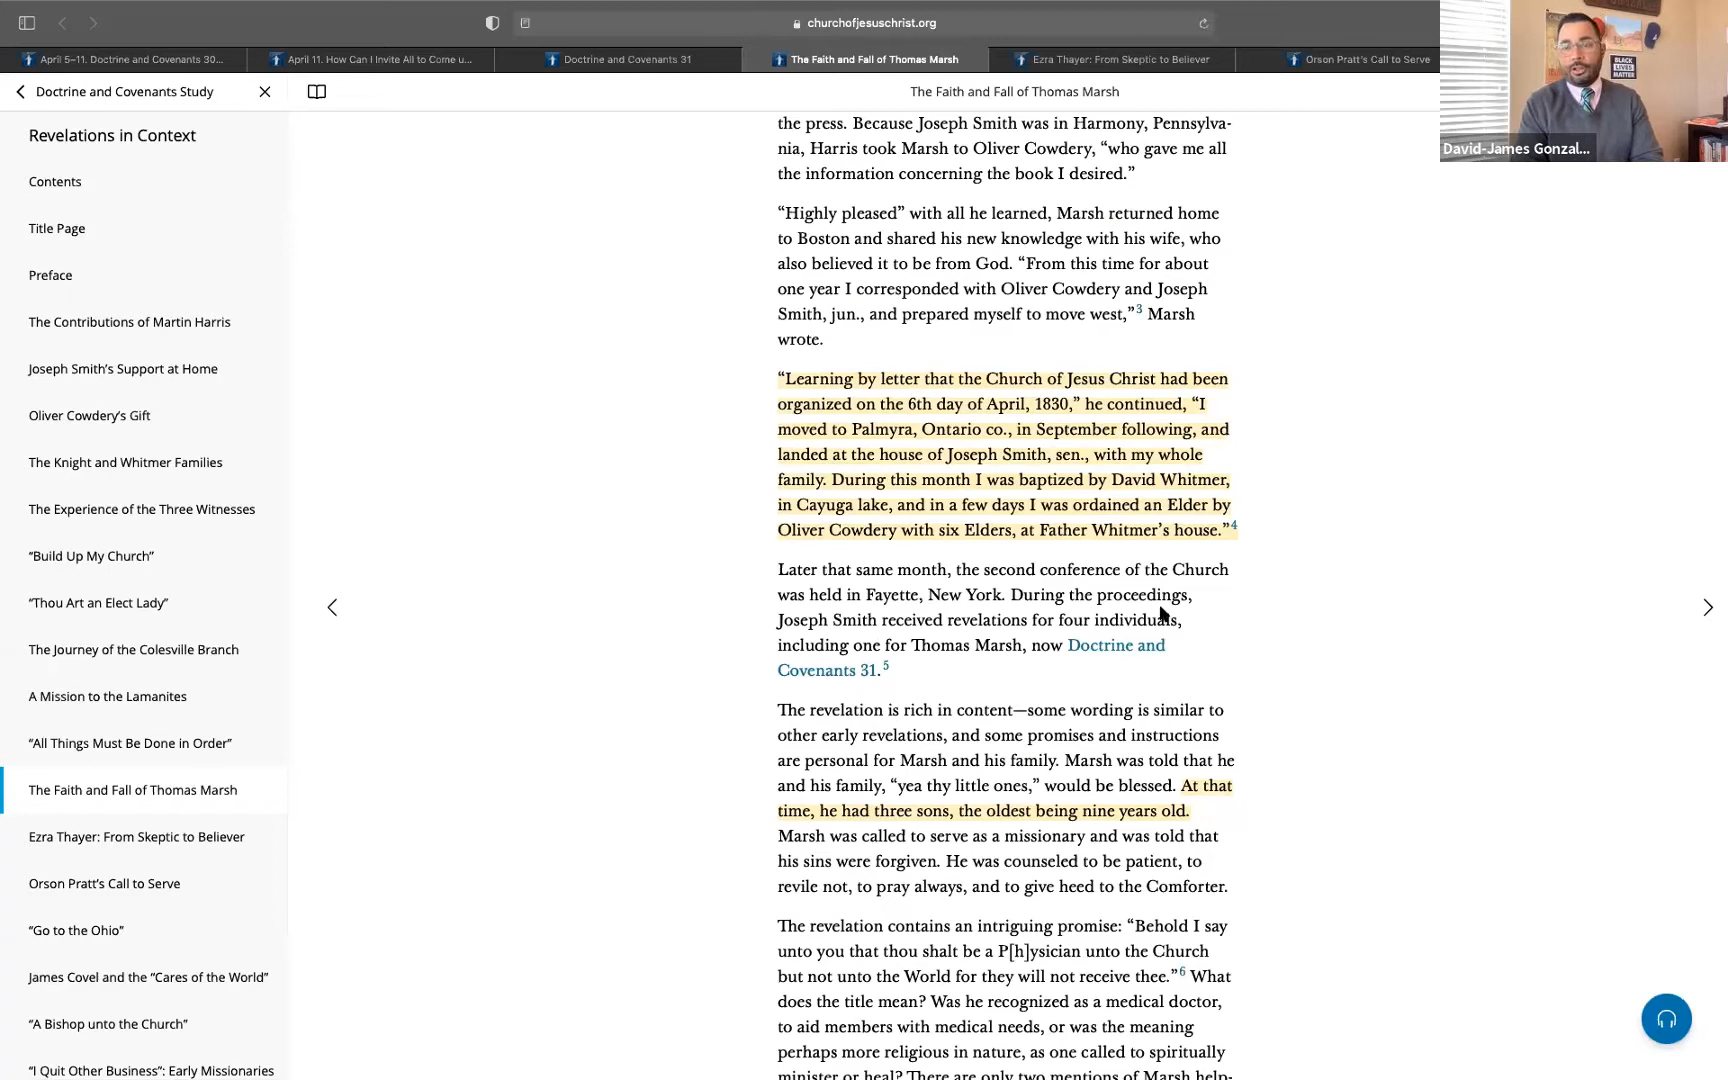 churchofjesuschrist.org
April 5–11. Doctrine and Covenants 30...
April 11. How Can I Invite All to Come u...
Doctrine and Covenants 31
The Faith and Fall of Thomas Marsh
Ezra Thayer: From Skeptic to Believer
Orson Pratt's Call to Serve
Doctrine and Covenants Study
The Faith and Fall of Thomas Marsh
BLACK
LIVES
MATTER
David-James Gonzal...
Revelations in Context
Contents
Title Page
Preface
The Contributions of Martin Harris
Joseph Smith's Support at Home
Oliver Cowdery's Gift
The Knight and Whitmer Families
The Experience of the Three Witnesses
"Build Up My Church"
"Thou Art an Elect Lady"
The Journey of the Colesville Branch
A Mission to the Lamanites
"All Things Must Be Done in Order"
The Faith and Fall of Thomas Marsh
Ezra Thayer: From Skeptic to Believer
Orson Pratt's Call to Serve
"Go to the Ohio"
James Covel and the "Cares of the World"
"A Bishop unto the Church"
"I Quit Other Business": Early Missionaries
the press. Because Joseph Smith was in Harmony, Pennsylva-
nia, Harris took Marsh to Oliver Cowdery, “who gave me all
the information concerning the book I desired.”
“Highly pleased” with all he learned, Marsh returned home
to Boston and shared his new knowledge with his wife, who
also believed it to be from God. “From this time for about
one year I corresponded with Oliver Cowdery and Joseph
Smith, jun., and prepared myself to move west,”3 Marsh
wrote.
“Learning by letter that the Church of Jesus Christ had been
organized on the 6th day of April, 1830,” he continued, “I
moved to Palmyra, Ontario co., in September following, and
landed at the house of Joseph Smith, sen., with my whole
family. During this month I was baptized by David Whitmer,
in Cayuga lake, and in a few days I was ordained an Elder by
Oliver Cowdery with six Elders, at Father Whitmer’s house.”4
Later that same month, the second conference of the Church
was held in Fayette, New York. During the proceedings,
Joseph Smith received revelations for four individuals,
including one for Thomas Marsh, now Doctrine and
Covenants 31.5
The revelation is rich in content—some wording is similar to
other early revelations, and some promises and instructions
are personal for Marsh and his family. Marsh was told that he
and his family, “yea thy little ones,” would be blessed. At that
time, he had three sons, the oldest being nine years old.
Marsh was called to serve as a missionary and was told that
his sins were forgiven. He was counseled to be patient, to
revile not, to pray always, and to give heed to the Comforter.
The revelation contains an intriguing promise: “Behold I say
unto you that thou shalt be a P[h]ysician unto the Church
but not unto the World for they will not receive thee.”6 What
does the title mean? Was he recognized as a medical doctor,
to aid members with medical needs, or was the meaning
perhaps more religious in nature, as one called to spiritually
minister or heal? There are only two mentions of Marsh help-